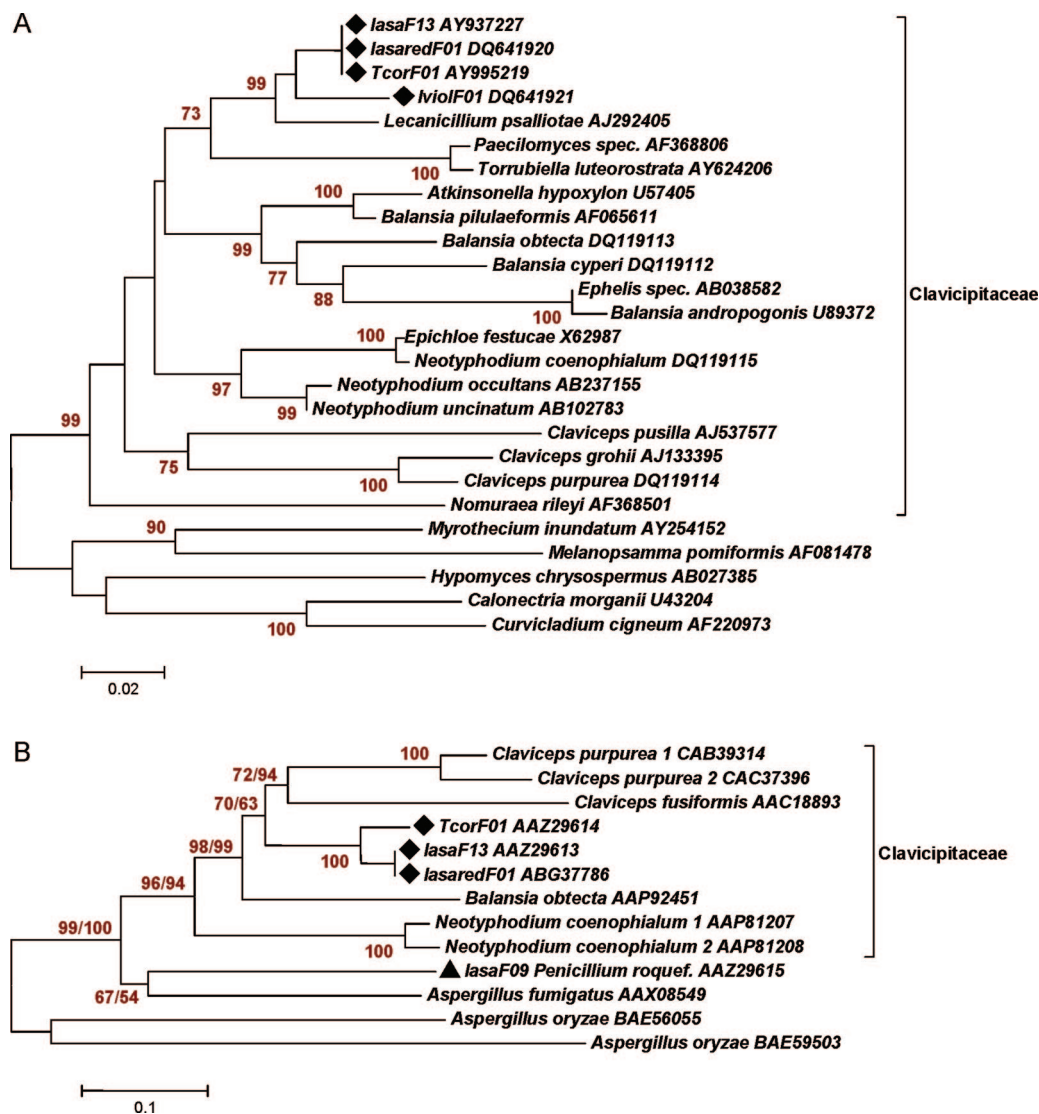 A
IasaF13 AY937227
IasaredF01 DQ641920
TcorF01 AY995219
99
IviolF01 DQ641921
73
Lecanicillium psalliotae AJ292405
Paecilomyces spec. AF368806
100
Torrubiella luteorostrata AY624206
100
Atkinsonella hypoxylon U57405
Balansia pilulaeformis AF065611
99
Balansia obtecta DQ119113
77
Balansia cyperi DQ119112
88
Ephelis spec. AB038582
Clavicipitaceae
100
Balansia andropogonis U89372
100
Epichloe festucae X62987
Neotyphodium coenophialum DQ119115
97
Neotyphodium occultans AB237155
99
Neotyphodium uncinatum AB102783
99
Claviceps pusilla AJ537577
75
Claviceps grohii AJ133395
100
Claviceps purpurea DQ119114
Nomuraea rileyi AF368501
90
Myrothecium inundatum AY254152
Melanopsamma pomiformis AF081478
Hypomyces chrysospermus AB027385
Calonectria morganii U43204
100
Curvicladium cigneum AF220973
0.02
B
100
Claviceps purpurea 1 CAB39314
72/94
Claviceps purpurea 2 CAC37396
70/63
Claviceps fusiformis AAC18893
TcorF01 AAZ29614
98/99
100
IasaF13 AAZ29613
Clavicipitaceae
IasaredF01 ABG37786
96/94
Balansia obtecta AAP92451
99/100
Neotyphodium coenophialum 1 AAP81207
100
Neotyphodium coenophialum 2 AAP81208
IasaF09 Penicillium roquef. AAZ29615
67/54
Aspergillus fumigatus AAX08549
Aspergillus oryzae BAE56055
Aspergillus oryzae BAE59503
0.1